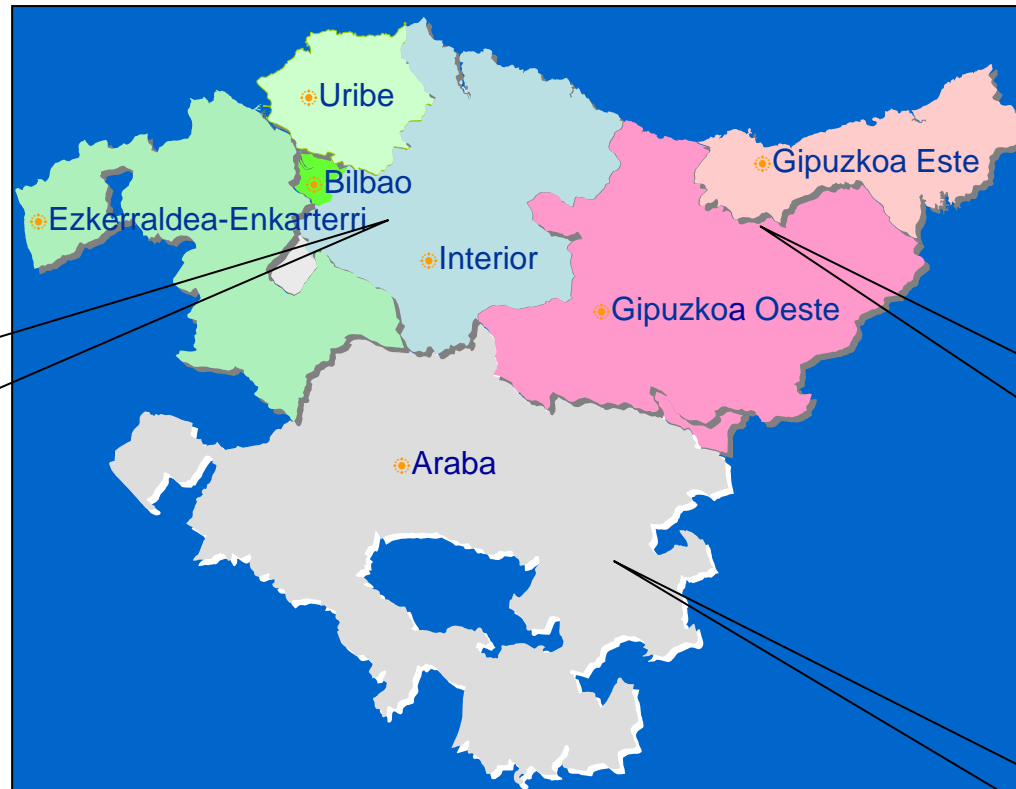 Uribe
Gipuzkoa Este
Bilbao
Ezkerraldea-Enkarterri
Interior
Gipuzkoa Oeste
Araba